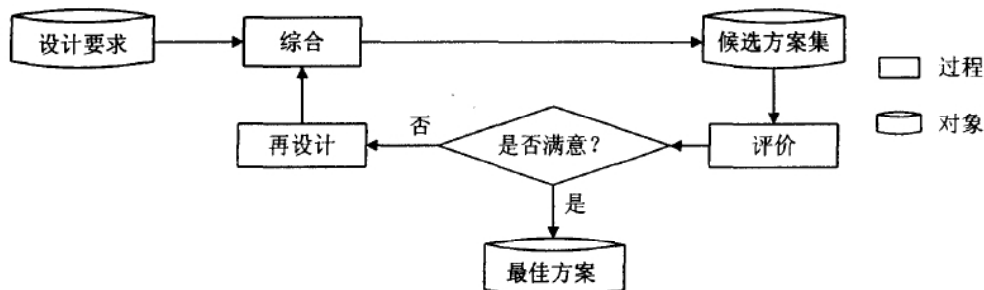 设计要求
综合
候选方案集
过程
对象
否
再设计
是否满意？
评价
是
最佳方案